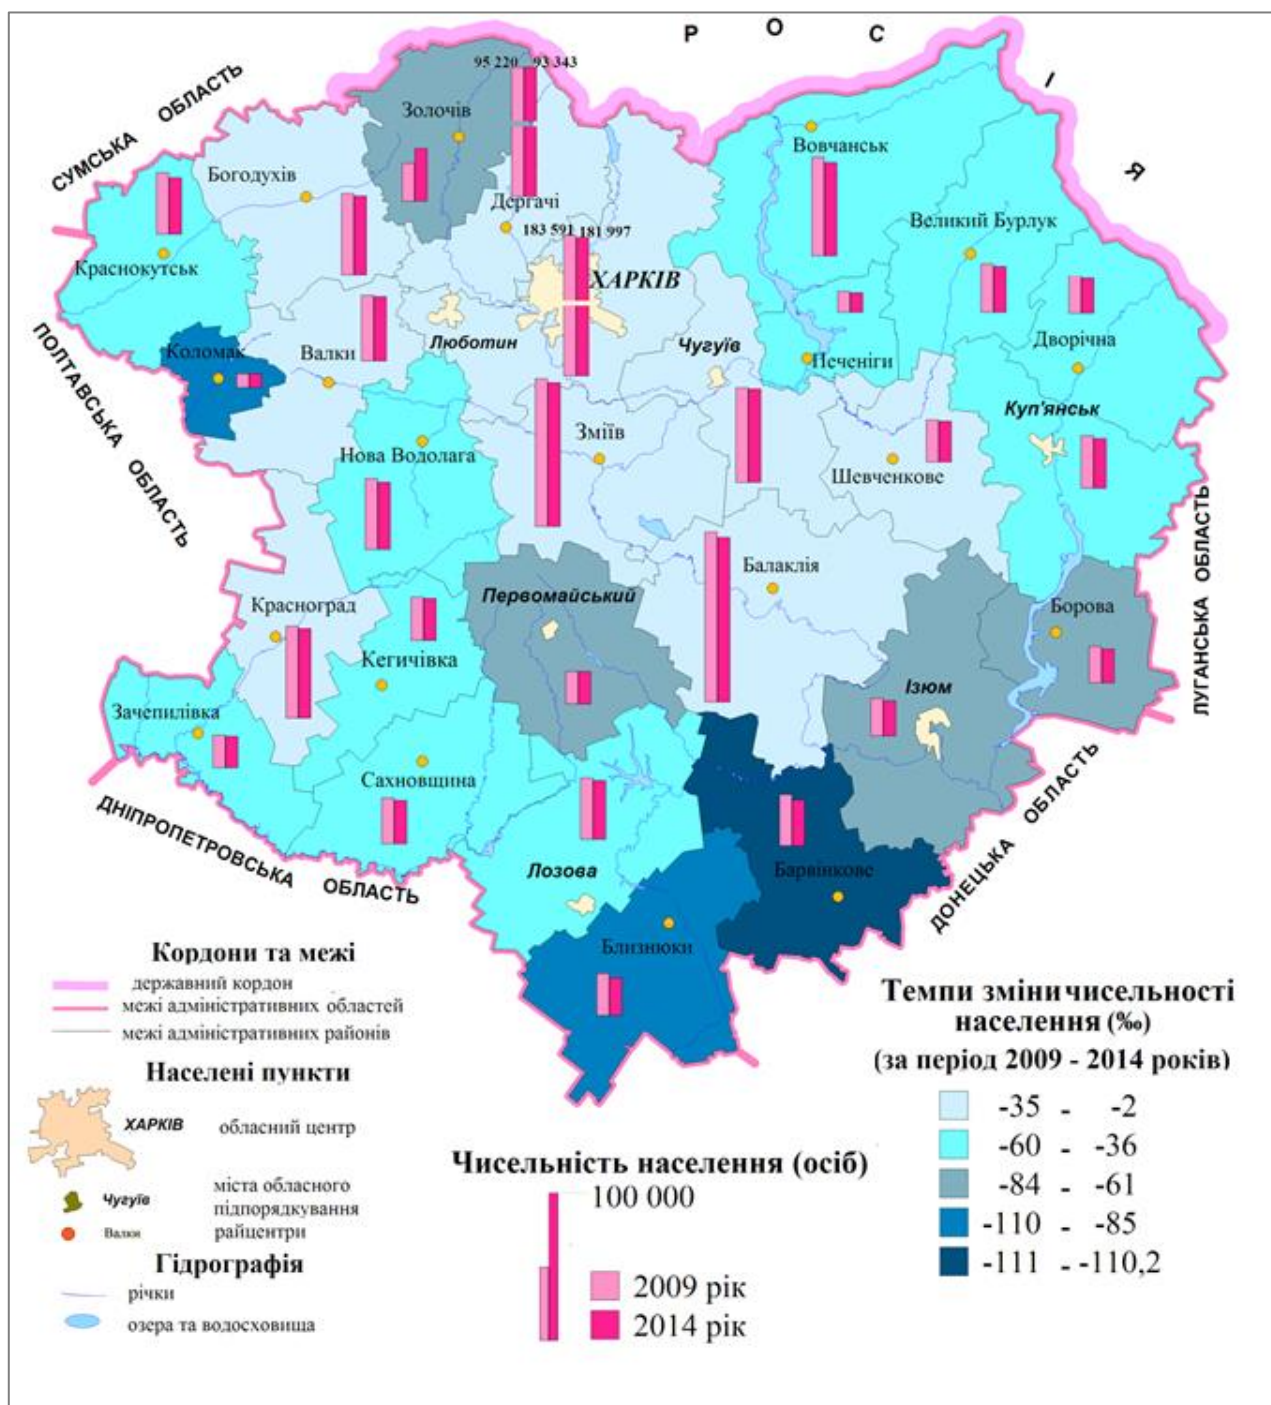 Р О С І Я
СУМСЬКА ОБЛАСТЬ
95 220 93 343
Золочів
Вовчанськ
Богодухів
Дергачі
Великий Бурлук
183 591 181 997
Краснокутськ
ХАРКІВ
ПОЛТАВСЬКА ОБЛАСТЬ
Коломак
Валки
Люботин
Чугуїв
Печеніги
Дворічна
Куп'янськ
Зміїв
Нова Водолага
Шевченкове
ЛУГАНСЬКА ОБЛАСТЬ
Балаклія
Первомайський
Красноград
Борова
Кегичівка
Ізюм
Зачепилівка
Сахновщина
ДНІПРОПЕТРОВСЬКА ОБЛАСТЬ
Лозова
Барвінкове
ДОНЕЦЬКА ОБЛАСТЬ
Близнюки
Кордони та межі
державний кордон
межі адміністративних областей
межі адміністративних районів
Населені пункти
ХАРКІВ обласний центр
Чугуїв міста обласного
підпорядкування
Валки райцентри
Гідрографія
річки
озера та водосховища
Чисельність населення (осіб)
100 000
2009 рік
2014 рік
Темпи зміни чисельності
населення (‰)
(за період 2009 - 2014 років)
-35 - -2
-60 - -36
-84 - -61
-110 - -85
-111 - -110,2